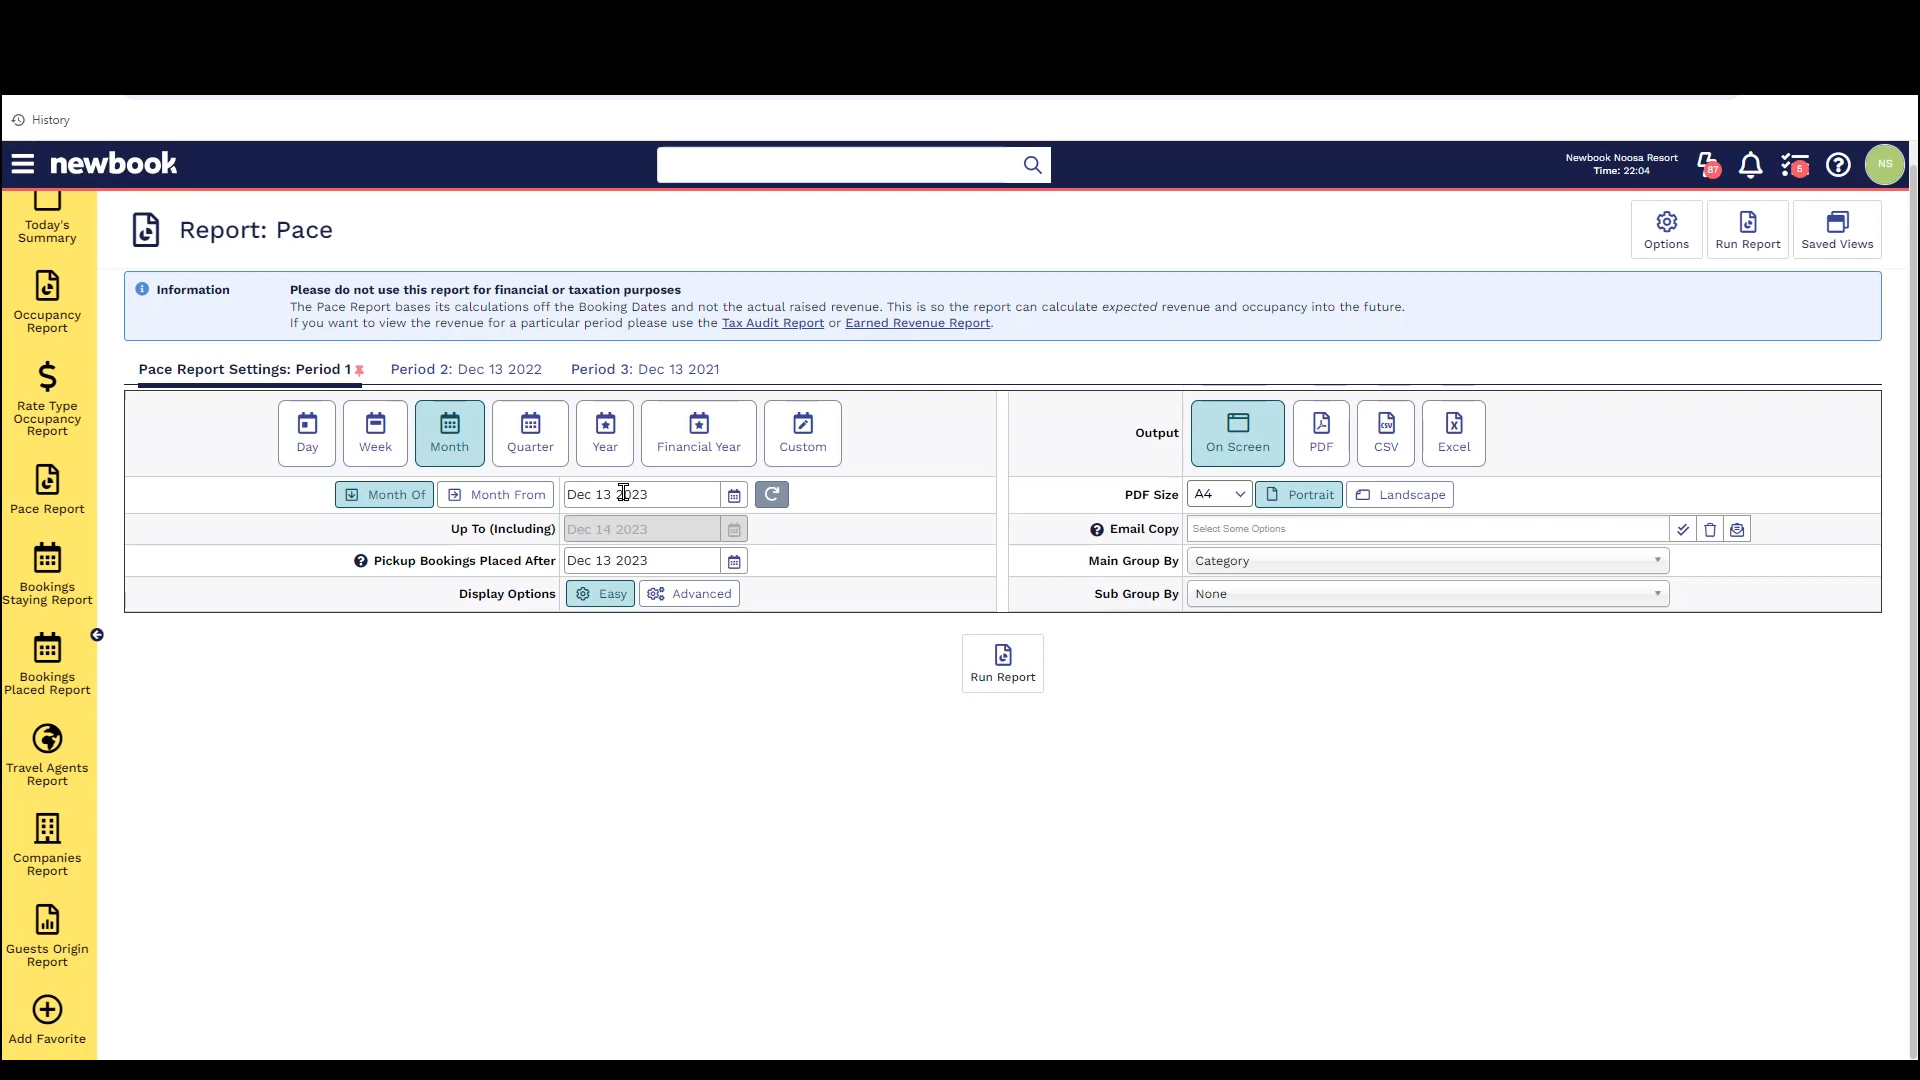 History
newbook
Newbook Noosa Resort
Time: 22:04
87
5
NS
Today's
Summary
Occupancy
Report
Rate Type
Occupancy
Report
Pace Report
Bookings
Staying Report
Bookings
Placed Report
Travel Agents
Report
Companies
Report
Guests Origin
Report
Add Favorite
Report: Pace
Options
Run Report
Saved Views
Information
Please do not use this report for financial or taxation purposes
The Pace Report bases its calculations off the Booking Dates and not the actual raised revenue. This is so the report can calculate expected revenue and occupancy into the future.
If you want to view the revenue for a particular period please use the Tax Audit Report or Earned Revenue Report.
Pace Report Settings: Period 1
Period 2: Dec 13 2022
Period 3: Dec 13 2021
Day
Week
Month
Quarter
Year
Financial Year
Custom
Month Of
Month From
Dec 13 2023
Up To (Including)
Dec 14 2023
Pickup Bookings Placed After
Dec 13 2023
Display Options
Easy
Advanced
Output
On Screen
PDF
CSV
Excel
PDF Size
A4
Portrait
Landscape
Email Copy
Select Some Options
Main Group By
Category
Sub Group By
None
Run Report